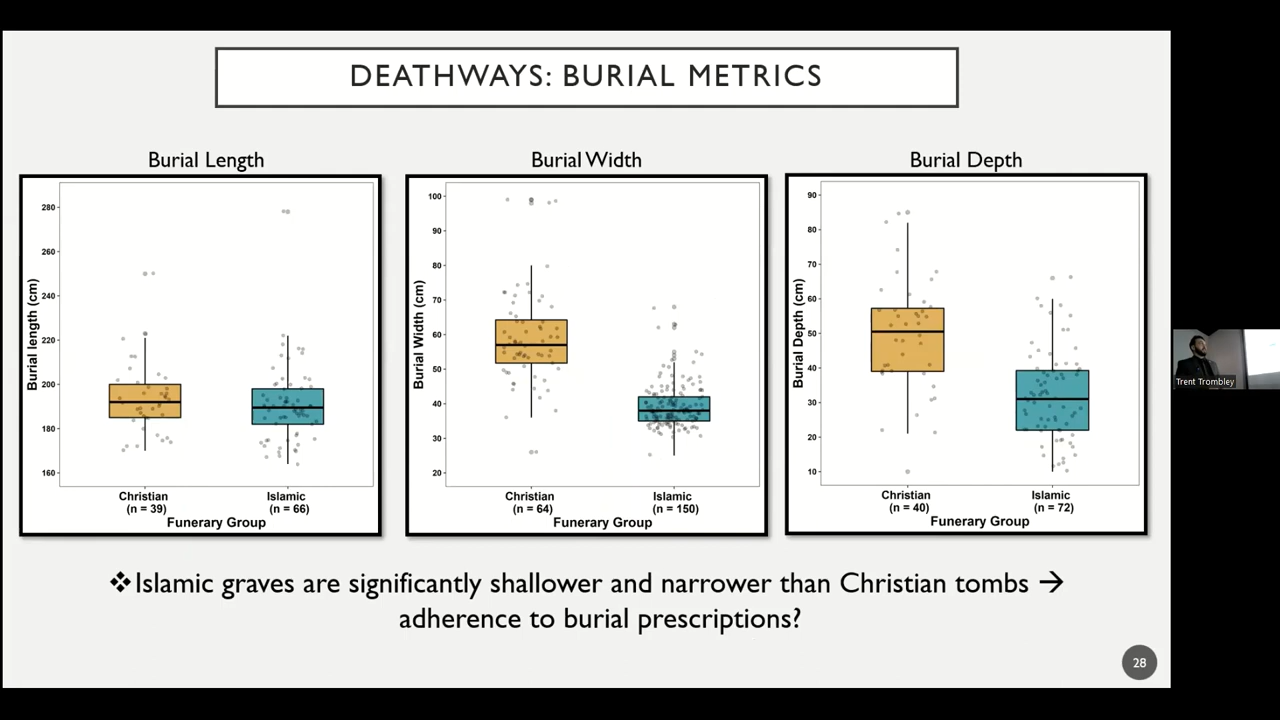 DEATHWAYS: BURIAL METRICS
Burial Length
Burial length (cm)
280
260
240
220
200
180
160
Christian
(n = 39)
Islamic
(n = 66)
Funerary Group
Burial Width
Burial Width (cm)
100
90
80
70
60
50
40
30
20
Christian
(n = 64)
Islamic
(n = 150)
Funerary Group
Burial Depth
Burial Depth (cm)
90
80
70
60
50
40
30
20
10
Christian
(n = 40)
Islamic
(n = 72)
Funerary Group
❖Islamic graves are significantly shallower and narrower than Christian tombs →
adherence to burial prescriptions?
28
Trent Trombley